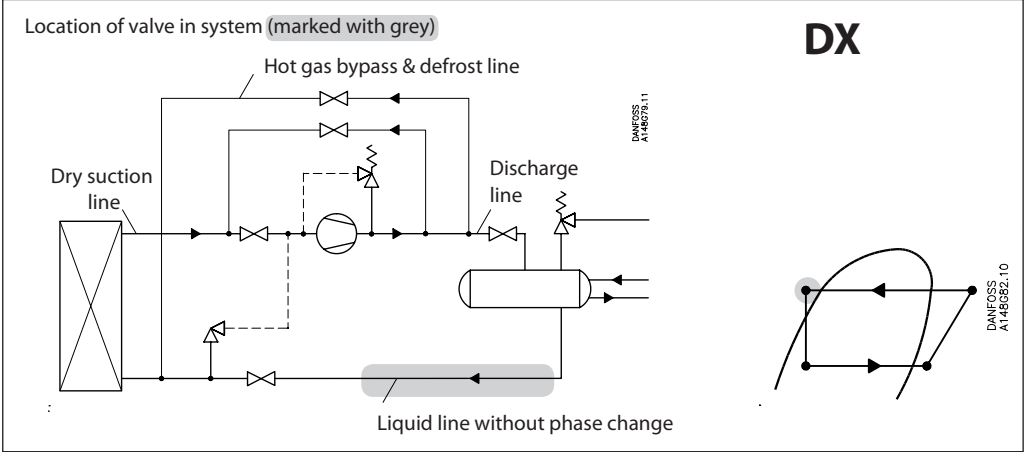 Location of valve in system (marked with grey)
DX
Hot gas bypass & defrost line
DANFOSS
A148G79.11
Dry suction
line
Discharge
line
DANFOSS
A148G82.10
Liquid line without phase change